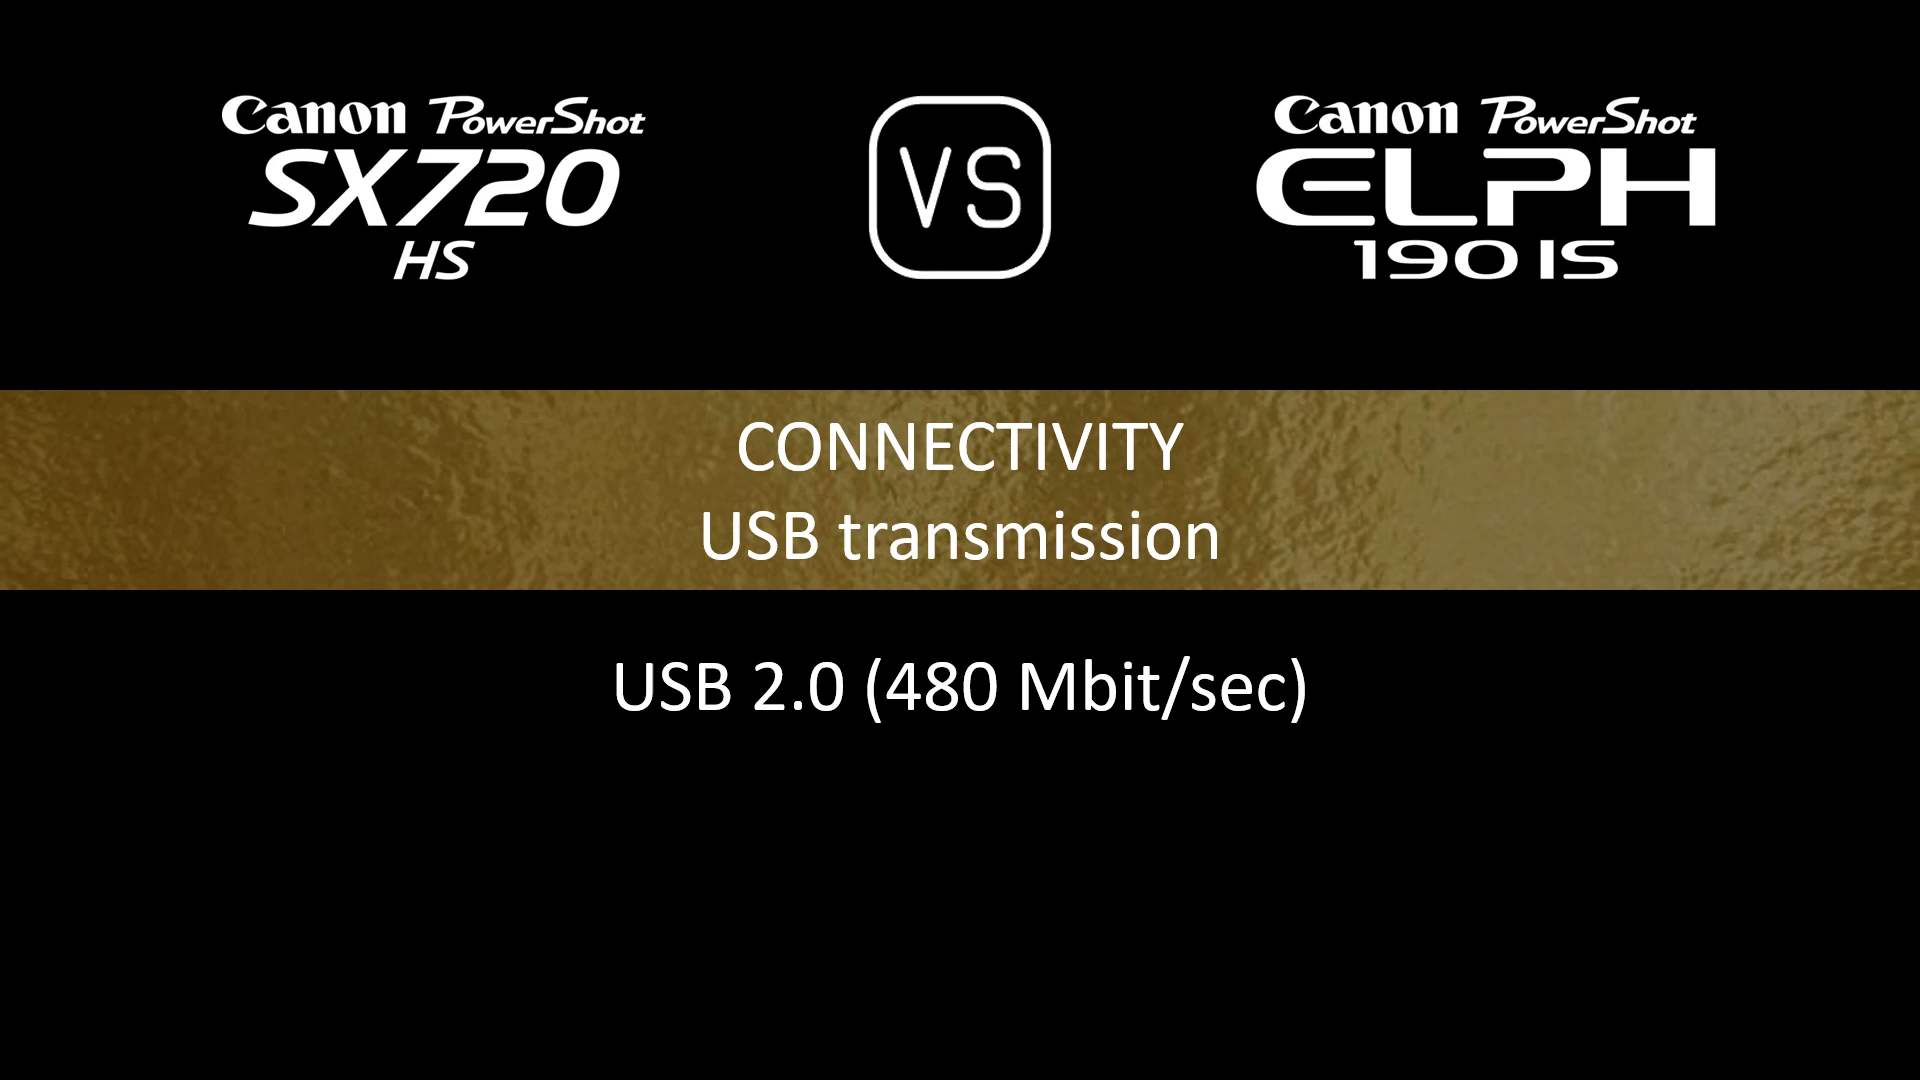 Canon PowerShot
SX720
HS
VS
Canon PowerShot
ELPH
190 IS
CONNECTIVITY
USB transmission
USB 2.0 (480 Mbit/sec)